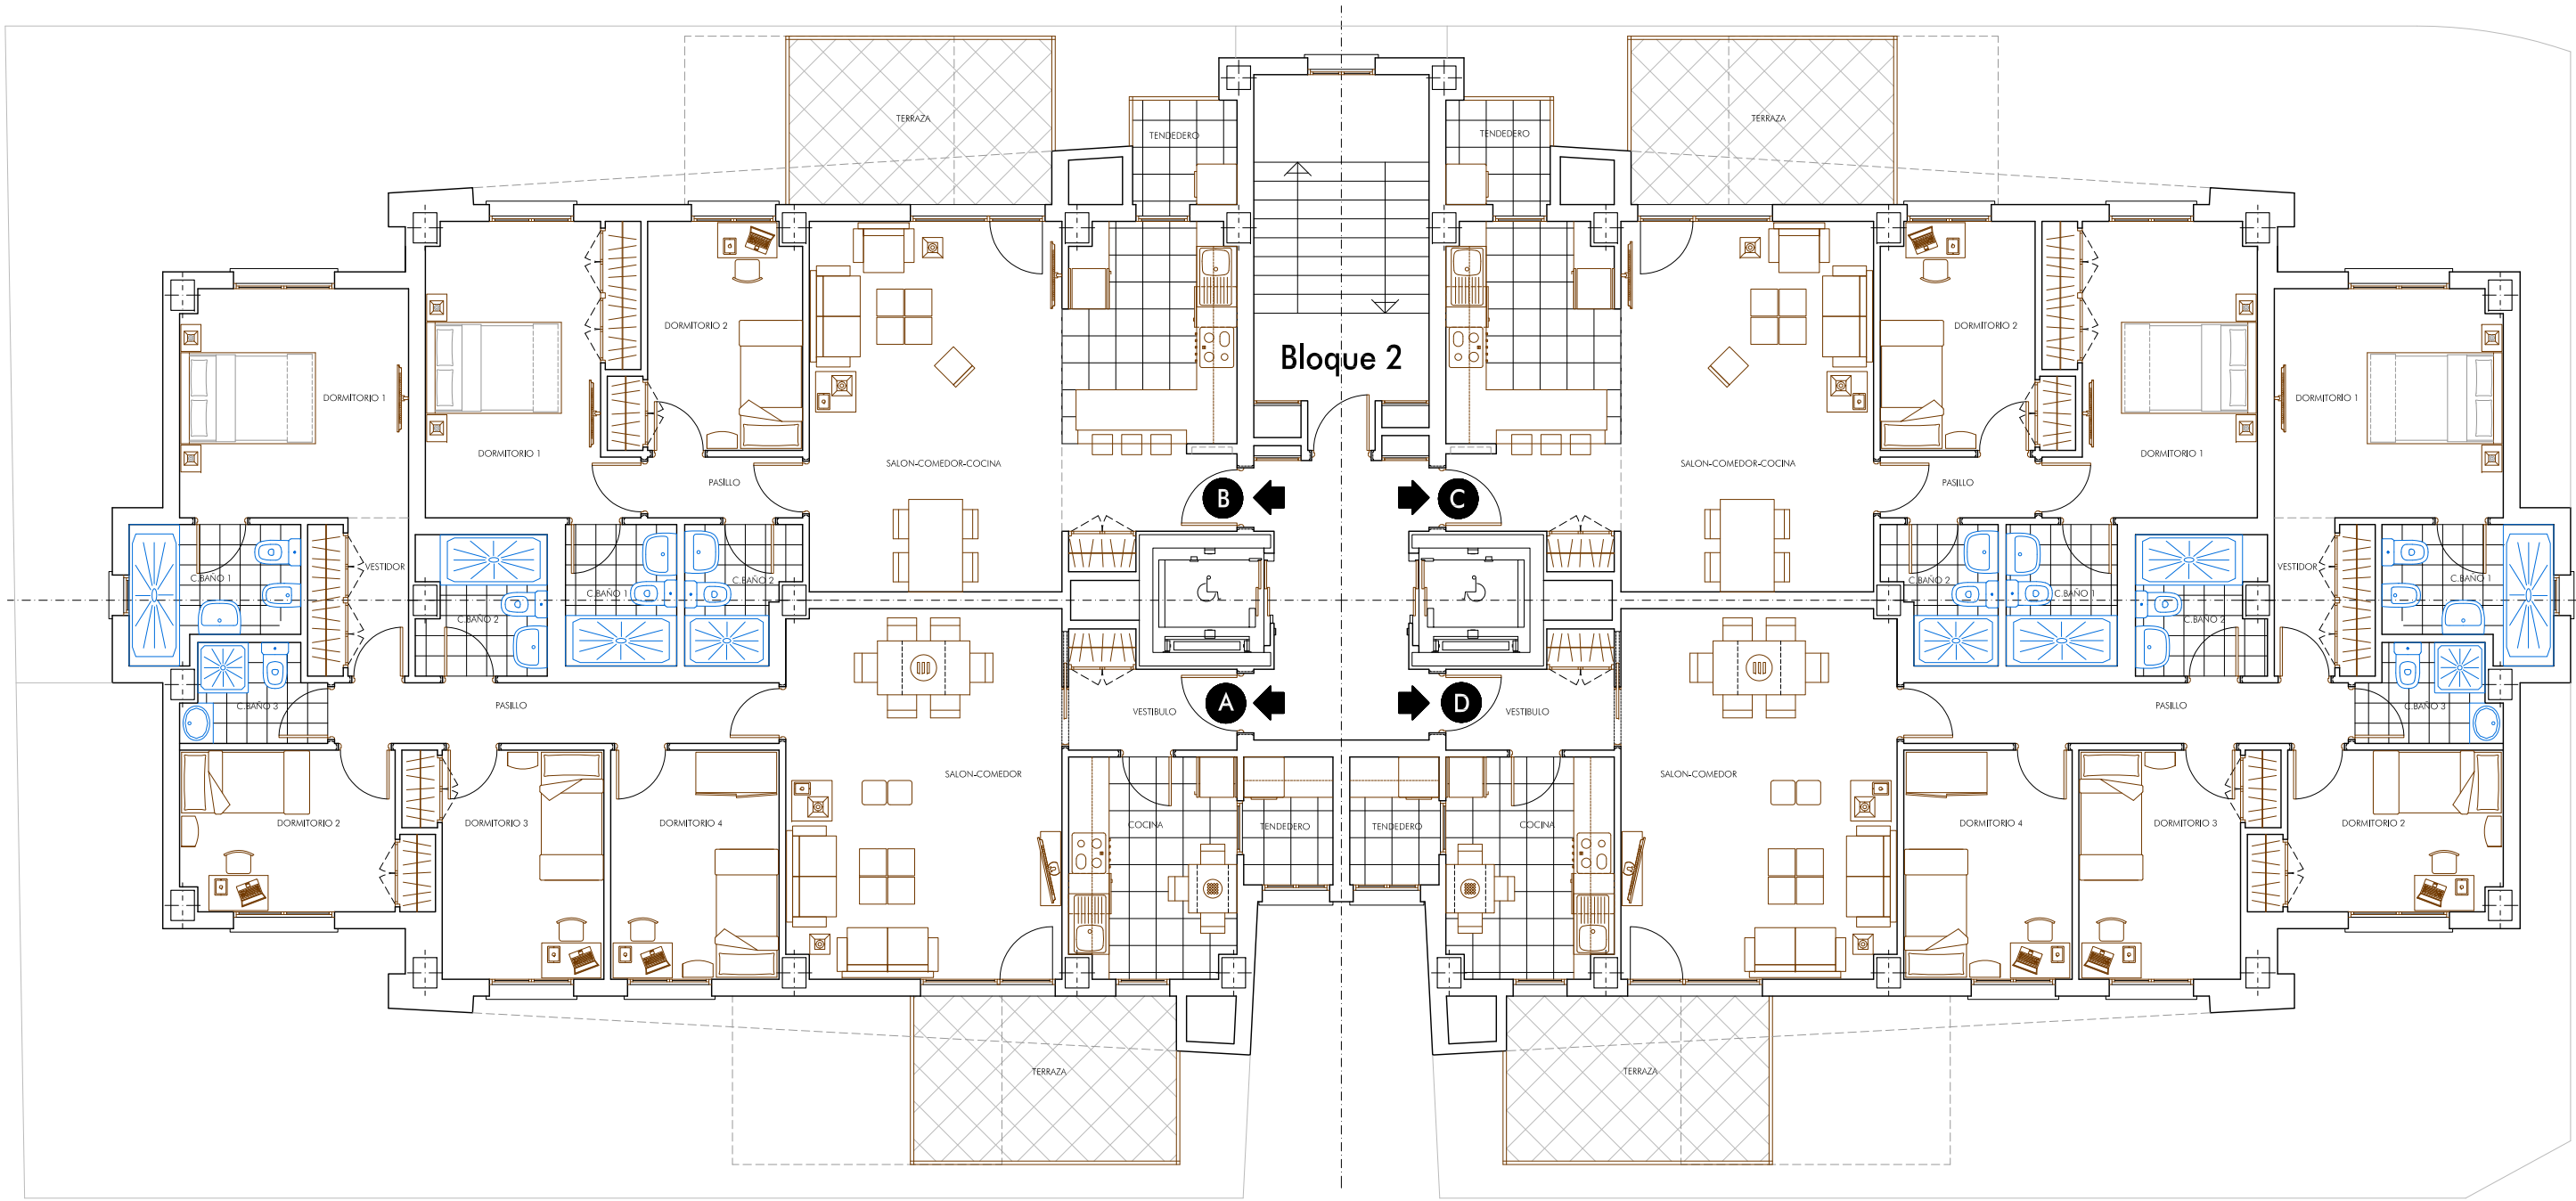 TERRAZA
TENDEDERO
TENDEDERO
TERRAZA
DORMITORIO 2
Bloque 2
DORMITORIO 2
DORMITORIO 1
DORMITORIO 1
DORMITORIO 1
DORMITORIO 1
SALON-COMEDOR-COCINA
SALON-COMEDOR-COCINA
PASILLO
PASILLO
B
C
VESTIDOR
VESTIDOR
C.BAÑO 1
C.BAÑO 2
C.BAÑO 2
C.BAÑO 1
C.BAÑO 1
C.BAÑO 1
C.BAÑO 2
C.BAÑO 2
C.BAÑO 3
PASILLO
VESTIBULO
A
D
VESTIBULO
PASILLO
C.BAÑO 3
SALON-COMEDOR
SALON-COMEDOR
DORMITORIO 2
DORMITORIO 3
DORMITORIO 4
COCINA
TENDEDERO
TENDEDERO
COCINA
DORMITORIO 4
DORMITORIO 3
DORMITORIO 2
TERRAZA
TERRAZA